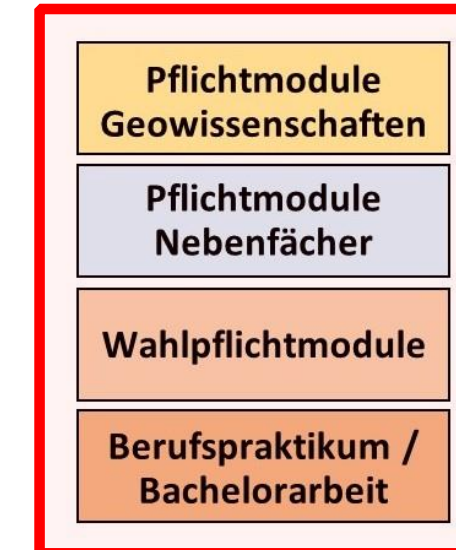 Pflichtmodule
Geowissenschaften
Pflichtmodule
Nebenfächer
Wahlpflichtmodule
Berufspraktikum /
Bachelorarbeit